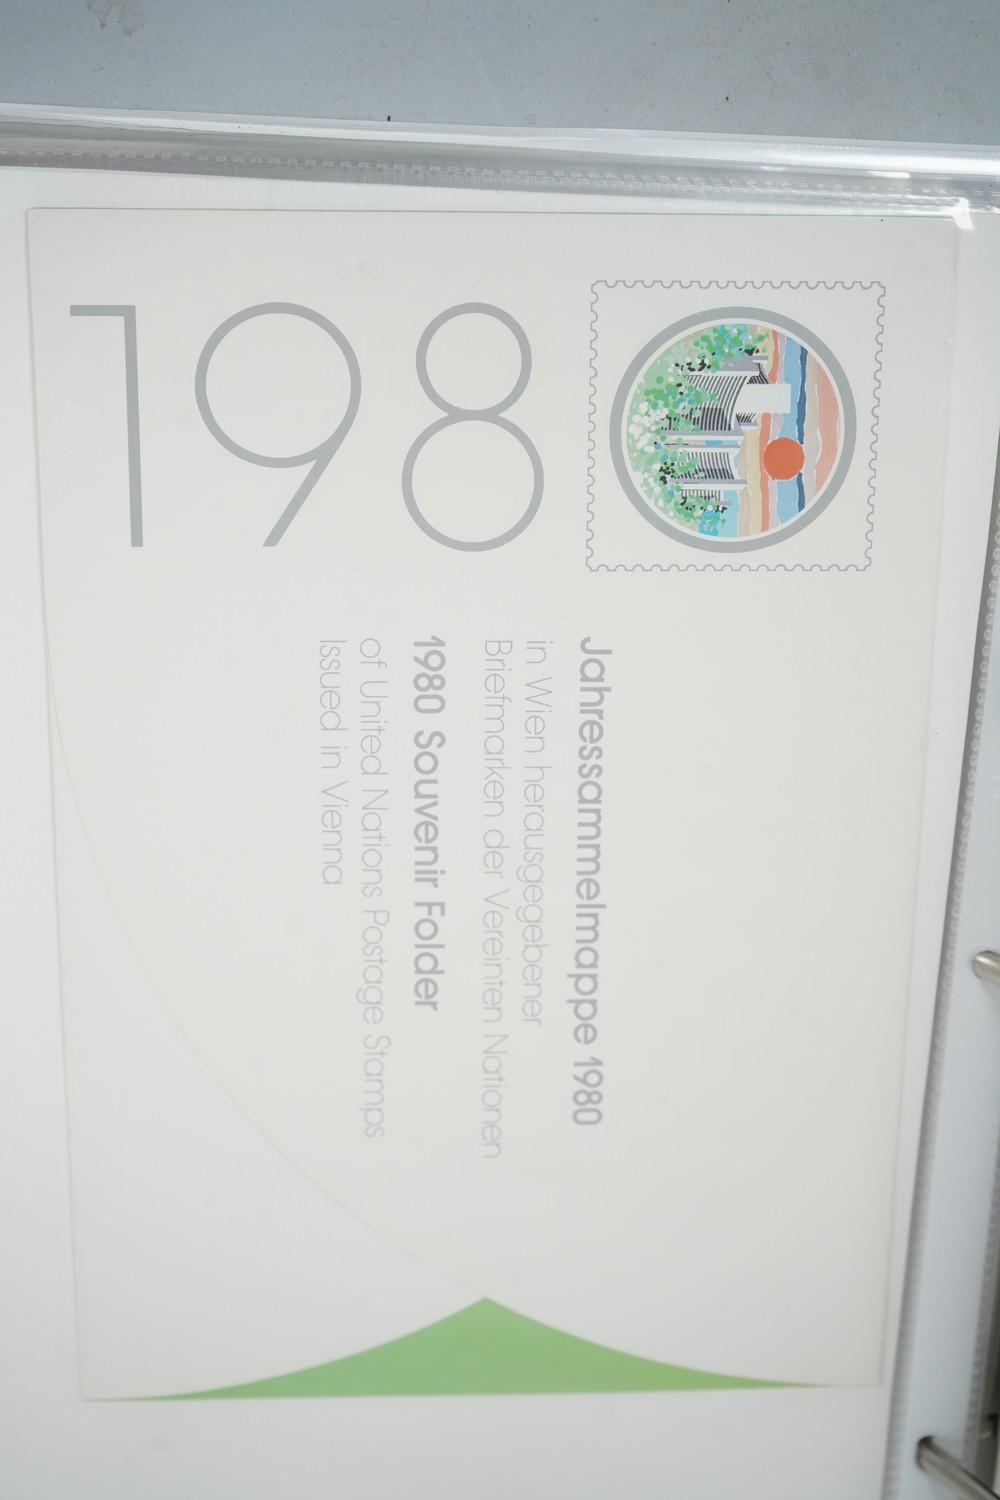 1980
Jahressammelmappe 1980
in Wien herausgegebener
Briefmarken der Vereinten Nationen
1980 Souvenir Folder
of United Nations Postage Stamps
Issued in Vienna